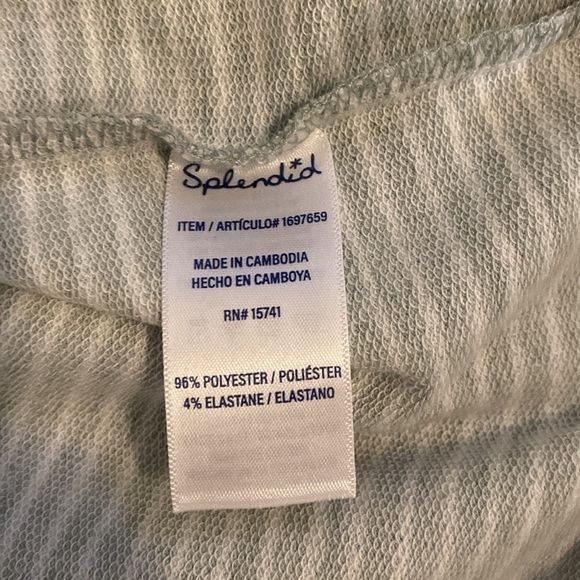 Splendid
ITEM / ARTÍCULO# 1697659
MADE IN CAMBODIA
HECHO EN CAMBOYA
RN# 15741
96% POLYESTER / POLIÉSTER
4% ELASTANE / ELASTANO